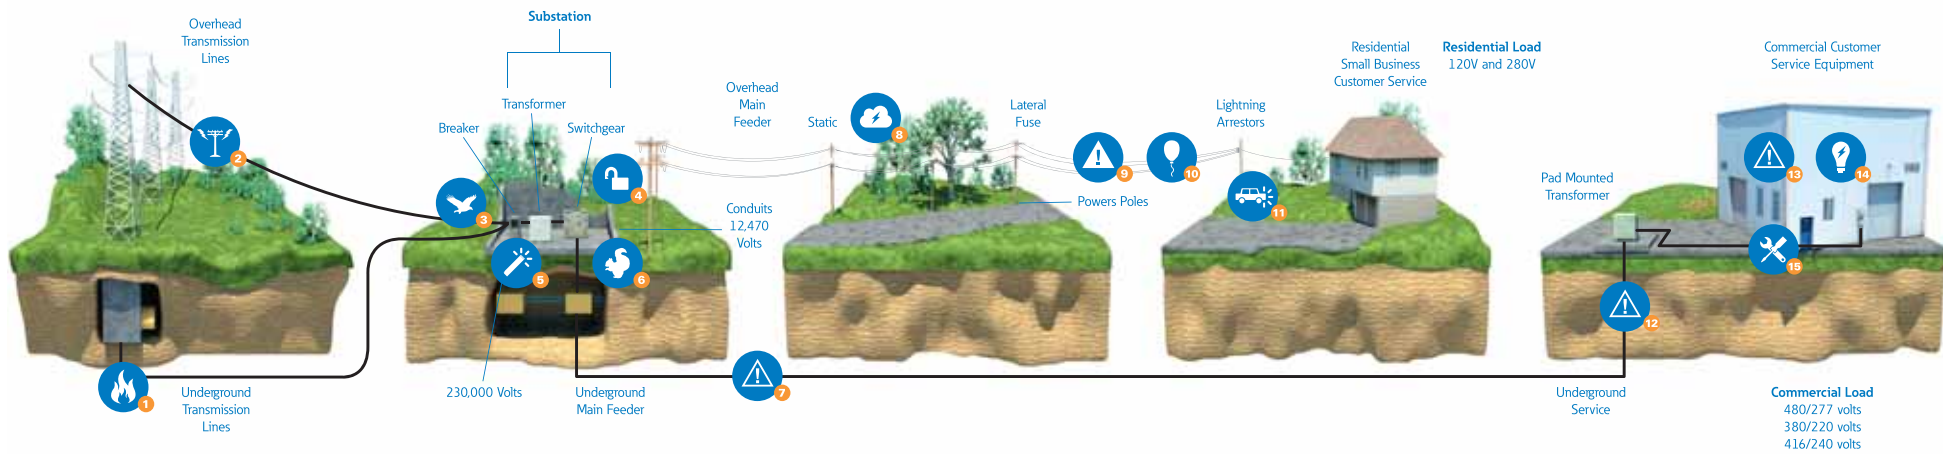 Overhead
Transmission
Lines
2
Underground
Transmission
Lines
1
Substation
Transformer
Breaker
Switchgear
3
4
5
6
Conduits
12,470
Volts
230,000 Volts
Underground
Main Feeder
7
Overhead
Main
Feeder
Static
8
Lateral
Fuse
9
10
Powers Poles
Lightning
Arrestors
11
Residential
Small Business
Customer Service
Residential Load
120V and 280V
Commercial Customer
Service Equipment
13
14
Pad Mounted
Transformer
15
12
Underground
Service
Commercial Load
480/277 volts
380/220 volts
416/240 volts